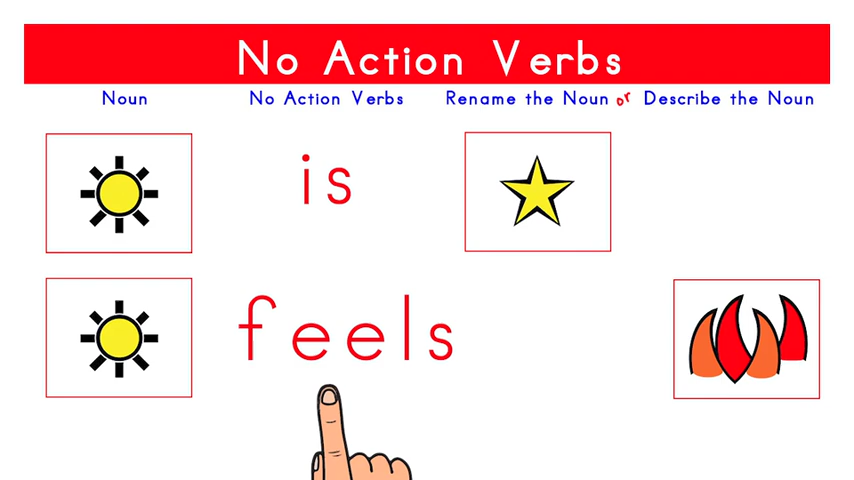 No Action Verbs
Noun No Action Verbs Rename the Noun or Describe the Noun
is
feels